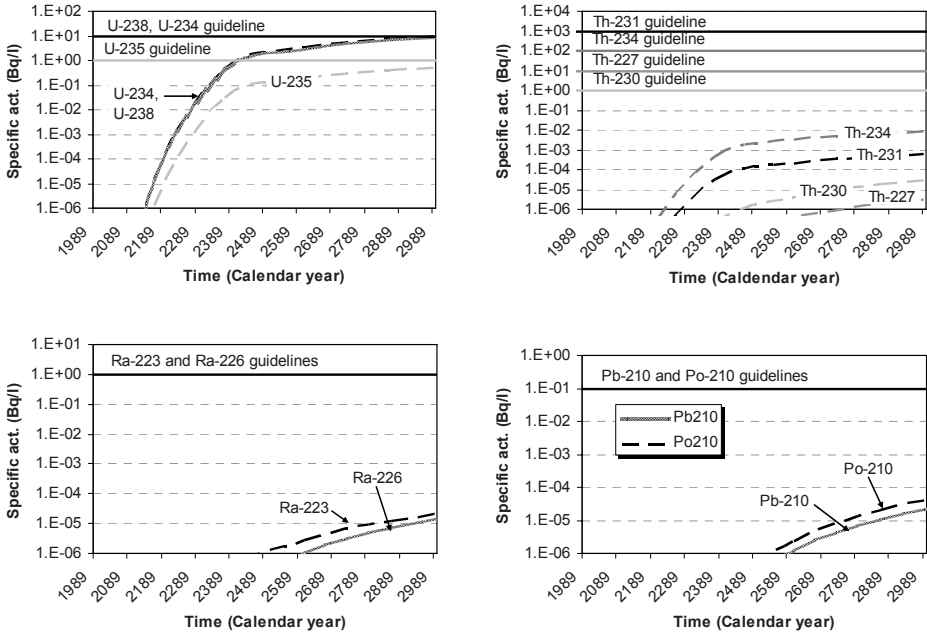 1.E+02
1.E+01
1.E+00
1.E-01
1.E-02
1.E-03
1.E-04
1.E-05
1.E-06
Specific act. (Bq/l)
U-238, U-234 guideline
U-235 guideline
U-235
U-234,
U-238
1989
2089
2189
2289
2389
2489
2589
2689
2789
2889
2989
Time (Calendar year)
1.E+04
1.E+03
1.E+02
1.E+01
1.E+00
1.E-01
1.E-02
1.E-03
1.E-04
1.E-05
1.E-06
Specific act. (Bq/l)
Th-231 guideline
Th-234 guideline
Th-227 guideline
Th-230 guideline
Th-234
Th-231
Th-230
Th-227
1989
2089
2189
2289
2389
2489
2589
2689
2789
2889
2989
Time (Caldendar year)
1.E+01
1.E+00
1.E-01
1.E-02
1.E-03
1.E-04
1.E-05
1.E-06
Specific act. (Bq/l)
Ra-223 and Ra-226 guidelines
Ra-226
Ra-223
1989
2089
2189
2289
2389
2489
2589
2689
2789
2889
2989
Time (Calendar year)
1.E+00
1.E-01
1.E-02
1.E-03
1.E-04
1.E-05
1.E-06
Specific act. (Bq/l)
Pb-210 and Po-210 guidelines
Pb210
Po210
Po-210
Pb-210
1989
2089
2189
2289
2389
2489
2589
2689
2789
2889
2989
Time (Calendar year)